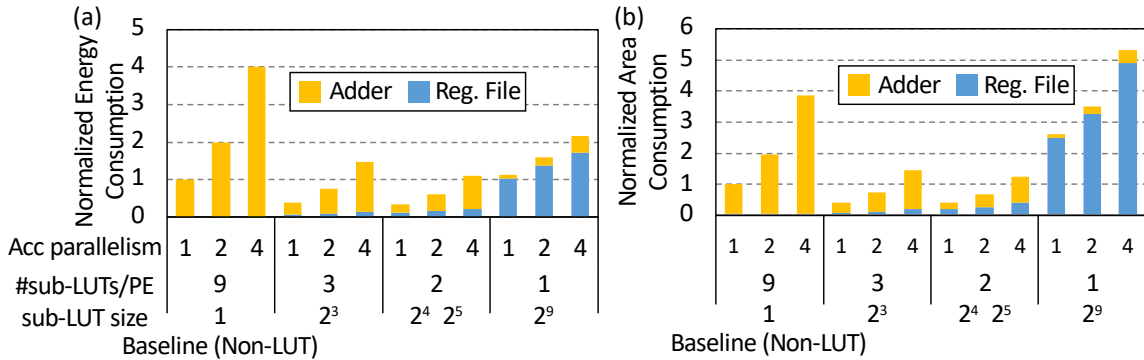 (a)
Normalized Energy
Consumption
5
4
3
2
1
0
Adder Reg. File
Acc parallelism 1 2 4 1 2 4 1 2 4 1 2 4
#sub-LUTs/PE 9 3 2 1
sub-LUT size 1 2³ 2⁴ 2⁵ 2⁹
Baseline (Non-LUT)
(b)
Normalized Area
Consumption
6
5
4
3
2
1
0
Adder Reg. File
1 2 4 1 2 4 1 2 4 1 2 4
9 3 2 1
1 2³ 2⁴ 2⁵ 2⁹
Baseline (Non-LUT)